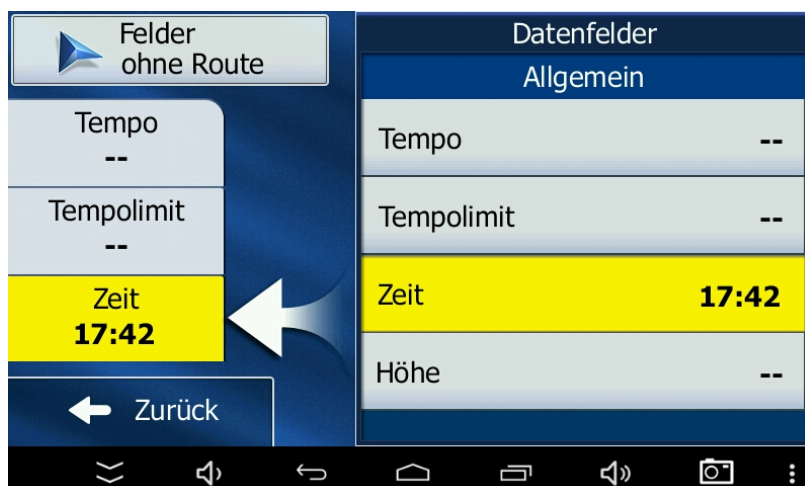 Felder
ohne Route
Tempo
--
Tempolimit
--
Zeit
17:42
Zurück
Datenfelder
Allgemein
Tempo --
Tempolimit --
Zeit 17:42
Höhe --